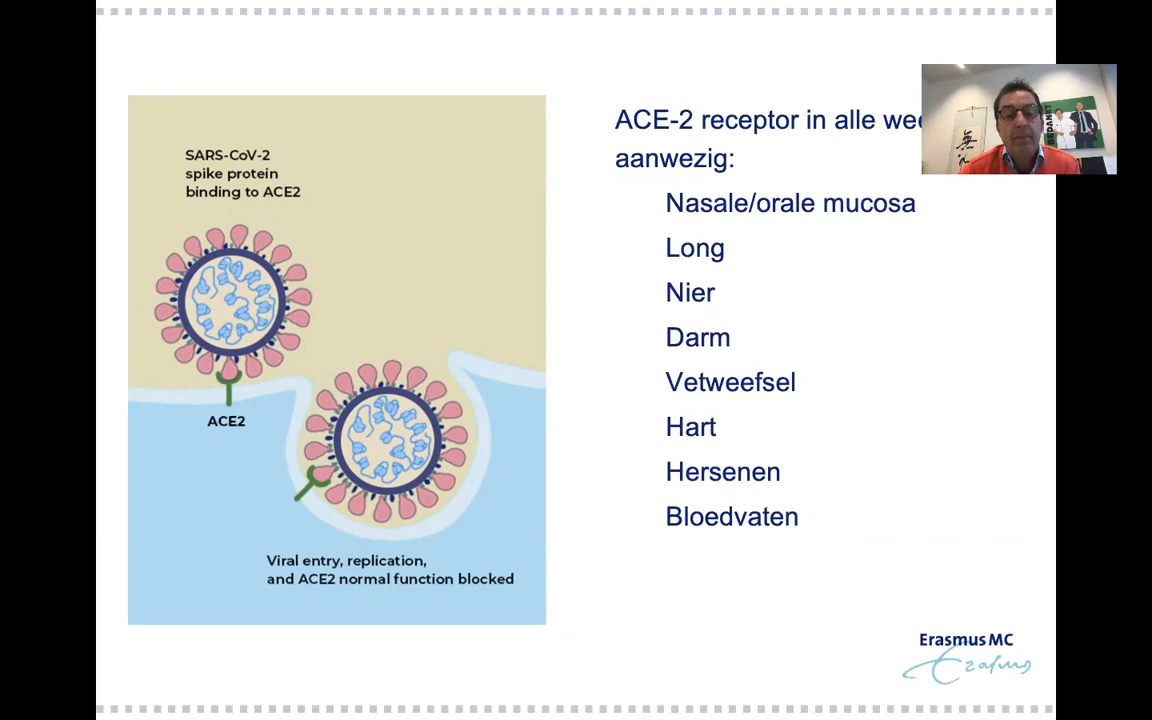 SARS-CoV-2
spike protein
binding to ACE2
ACE2
Viral entry, replication,
and ACE2 normal function blocked
ACE-2 receptor in alle
aanwezig:
Nasale/orale mucosa
Long
Nier
Darm
Vetweefsel
Hart
Hersenen
Bloedvaten
Erasmus MC
Erasmus